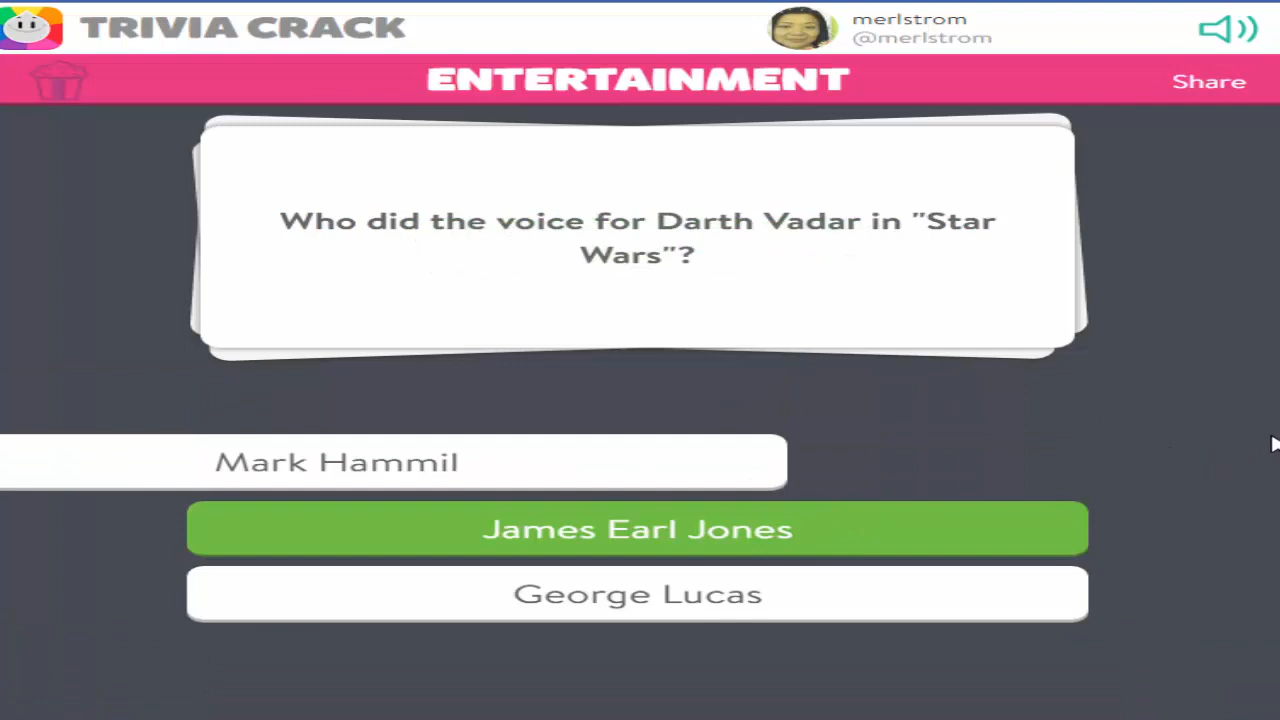 TRIVIA CRACK
merlstrom
@merlstrom
ENTERTAINMENT
Share
Who did the voice for Darth Vadar in "Star
Wars"?
Mark Hammil
James Earl Jones
George Lucas